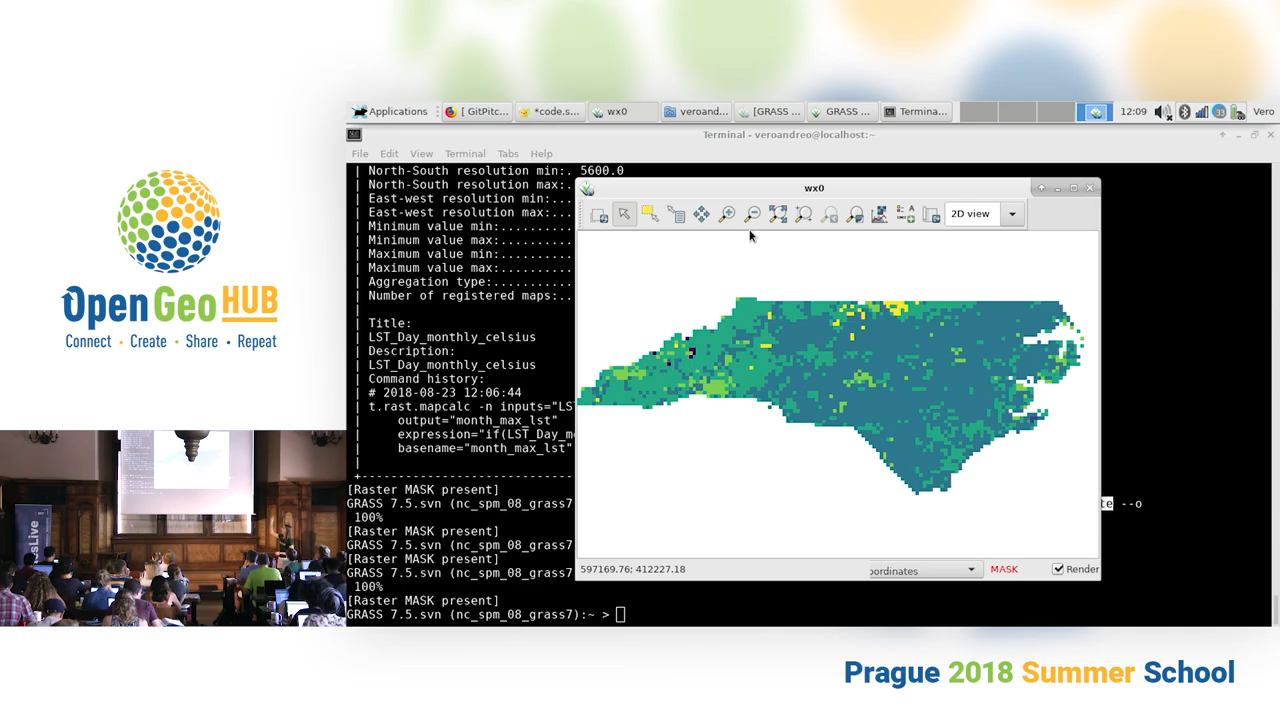 Open Geo HUB
Connect • Create • Share • Repeat
Applications
[ GitPitc...
*code.s...
wx0
veroand...
[GRASS ...
GRASS ...
Termina...
12:09
33
Vero
Terminal - veroandreo@localhost:~
File Edit View Terminal Tabs Help
| North-South resolution min:. 5600.0
| North-South resolution max:.
| East-west resolution min:...
| East-west resolution max:...
| Minimum value min:..........
| Minimum value max:..........
| Maximum value min:..........
| Maximum value max:..........
| Aggregation type:...........
| Number of registered maps:..
|
| Title:
| LST_Day_monthly_celsius
| Description:
| LST_Day_monthly_celsius
| Command history:
| # 2018-08-23 12:06:44
| t.rast.mapcalc -n inputs="LS
| output="month_max_lst"
| expression="if(LST_Day_m
| basename="month_max_lst"
|
+----------------------------
[Raster MASK present]
GRASS 7.5.svn (nc_spm_08_grass7
te --o
100%
[Raster MASK present]
GRASS 7.5.svn (nc_spm_08_grass7
[Raster MASK present]
GRASS 7.5.svn (nc_spm_08_grass7
100%
[Raster MASK present]
GRASS 7.5.svn (nc_spm_08_grass7):~ >
wx0
2D view
597169.76; 412227.18
oordinates
MASK
Render
Prague 2018 Summer School